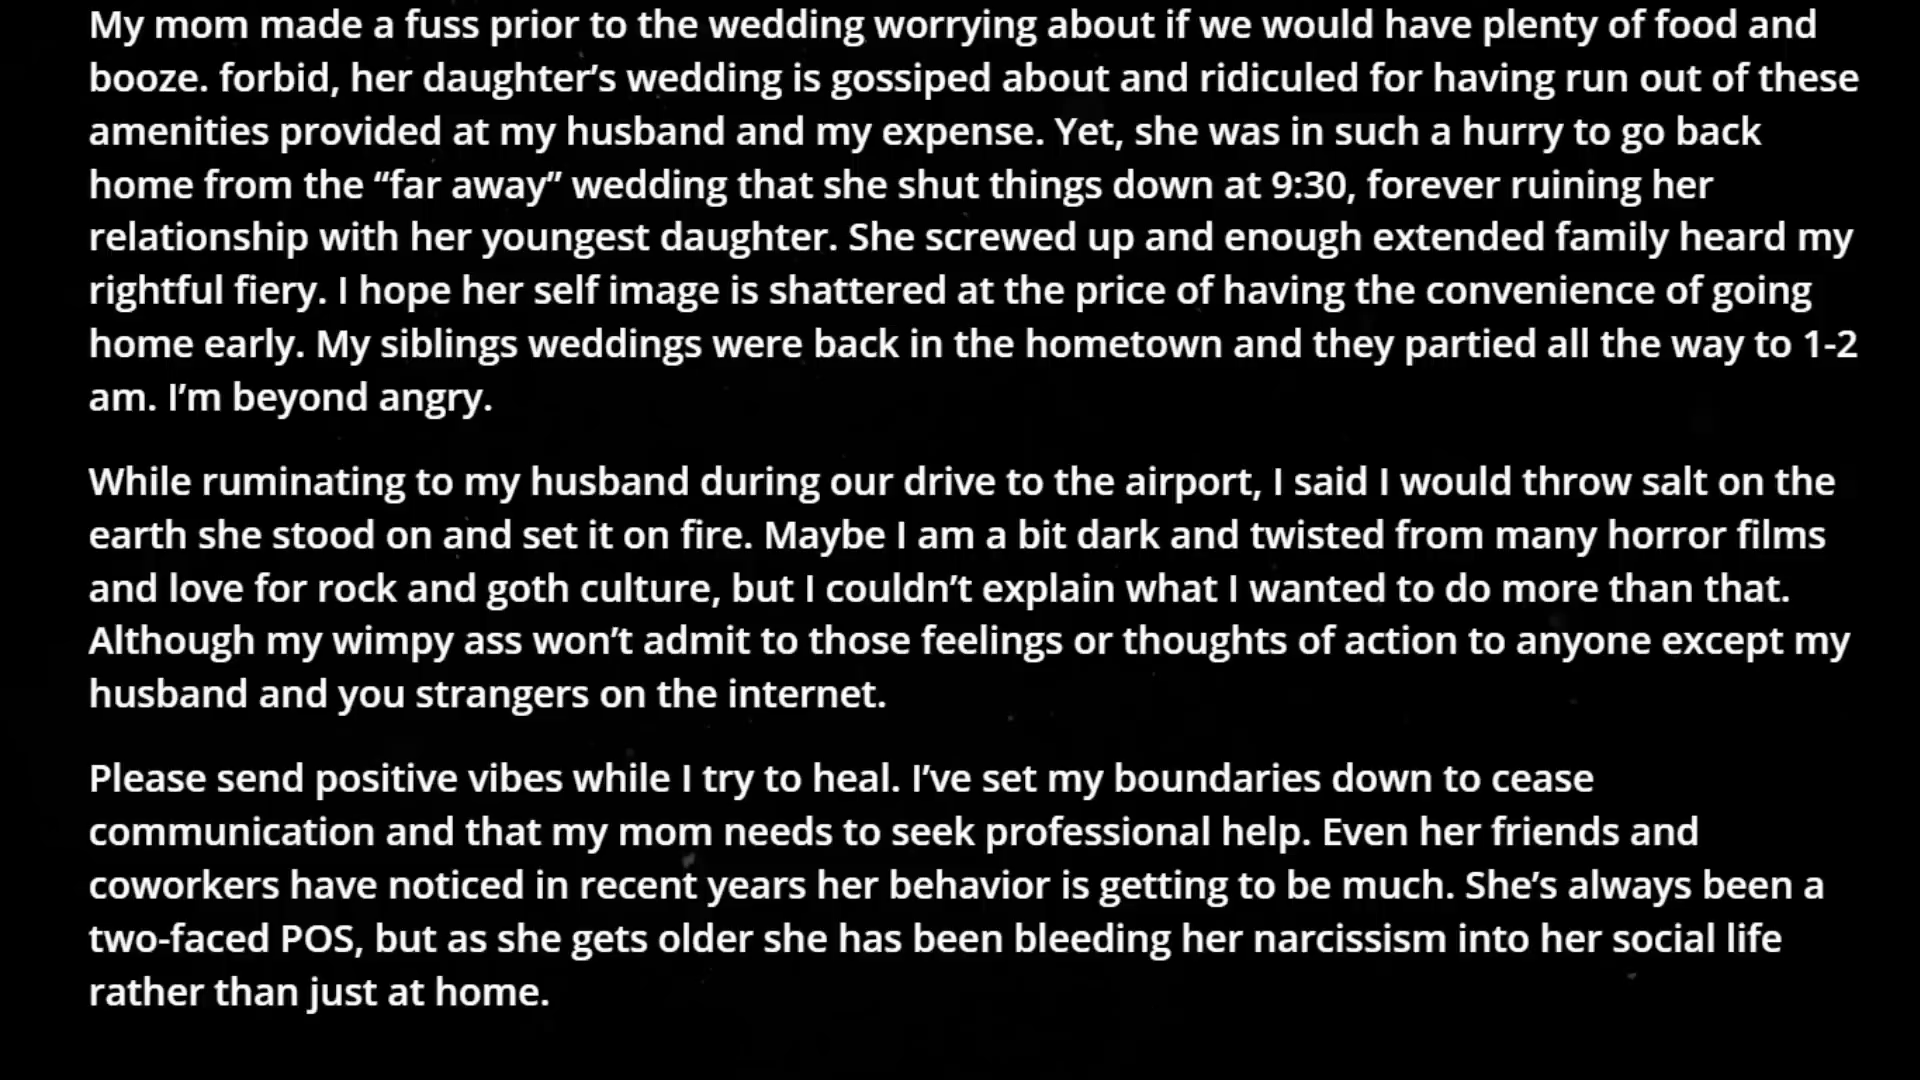 My mom made a fuss prior to the wedding worrying about if we would have plenty of food and
booze. forbid, her daughter’s wedding is gossiped about and ridiculed for having run out of these
amenities provided at my husband and my expense. Yet, she was in such a hurry to go back
home from the “far away” wedding that she shut things down at 9:30, forever ruining her
relationship with her youngest daughter. She screwed up and enough extended family heard my
rightful fiery. I hope her self image is shattered at the price of having the convenience of going
home early. My siblings weddings were back in the hometown and they partied all the way to 1-2
am. I’m beyond angry.
While ruminating to my husband during our drive to the airport, I said I would throw salt on the
earth she stood on and set it on fire. Maybe I am a bit dark and twisted from many horror films
and love for rock and goth culture, but I couldn’t explain what I wanted to do more than that.
Although my wimpy ass won’t admit to those feelings or thoughts of action to anyone except my
husband and you strangers on the internet.
Please send positive vibes while I try to heal. I’ve set my boundaries down to cease
communication and that my mom needs to seek professional help. Even her friends and
coworkers have noticed in recent years her behavior is getting to be much. She’s always been a
two-faced POS, but as she gets older she has been bleeding her narcissism into her social life
rather than just at home.